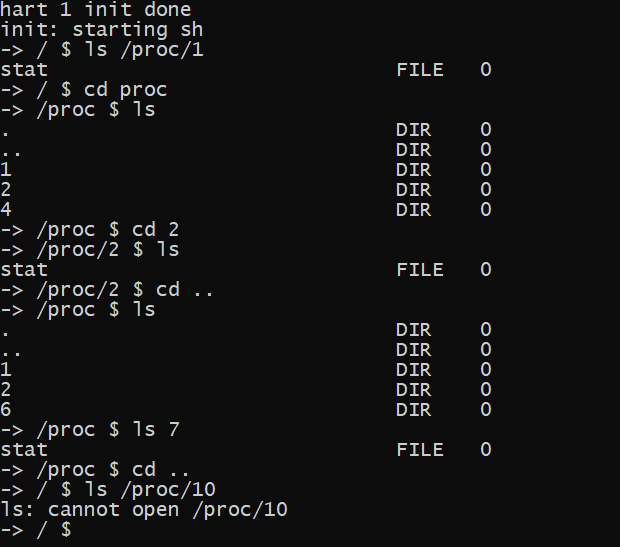 hart 1 init done
init: starting sh
-> / $ ls /proc/1
stat FILE 0
-> / $ cd proc
-> /proc $ ls
. DIR 0
.. DIR 0
1 DIR 0
2 DIR 0
4 DIR 0
-> /proc $ cd 2
-> /proc/2 $ ls
stat FILE 0
-> /proc/2 $ cd ..
-> /proc $ ls
. DIR 0
.. DIR 0
1 DIR 0
2 DIR 0
6 DIR 0
-> /proc $ ls 7
stat FILE 0
-> /proc $ cd ..
-> / $ ls /proc/10
ls: cannot open /proc/10
-> / $